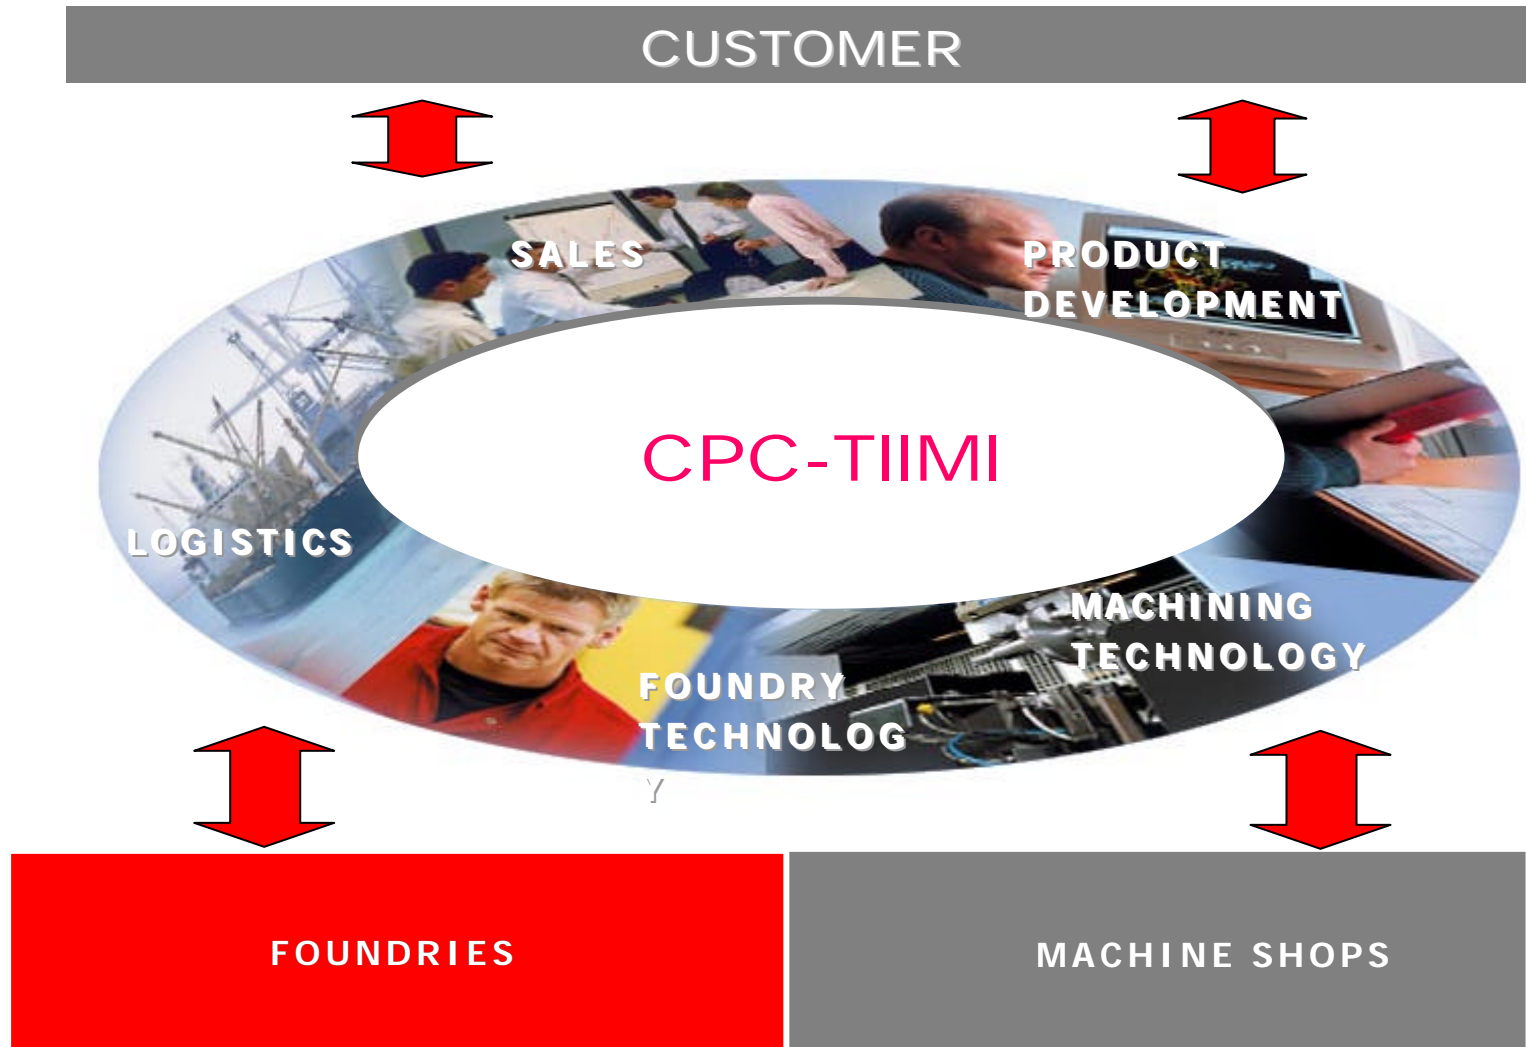 CUSTOMER
SALES
PRODUCT
DEVELOPMENT
CPC-TIIMI
LOGISTICS
MACHINING
TECHNOLOGY
FOUNDRY
TECHNOLOG
Y
FOUNDRIES
MACHINE SHOPS